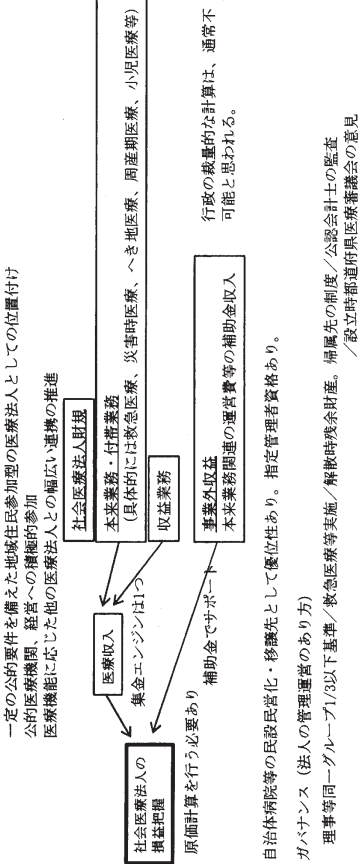 一定の公的要件を備えた地域住民参加型の医療法人としての位置付け
公的医療機関、経営への積極的参加
医療機能に応じた他の医療法人との幅広い連携の推進
社会医療法人財規
本来業務・付帯業務
（具体的には救急医療、災害時医療、へき地医療、周産期医療、小児医療等）
収益業務
医療収入
集金エンジンは1つ
社会医療法人の
損益把握
原価計算を行う必要あり
補助金でサポート
事業外収益
本来業務関連の運営費等の補助金収入
行政の裁量的な計算は、通常不
可能と思われる。
自治体病院等の民設民営化・移譲先として優位性あり。指定管理者資格あり。
ガバナンス（法人の管理運営のあり方）
理事等同一グループ1/3以下基準／救急医療等実施／解散時残余財産。帰属先の制度／公認会計士の監査
／設立時都道府県医療審議会の意見